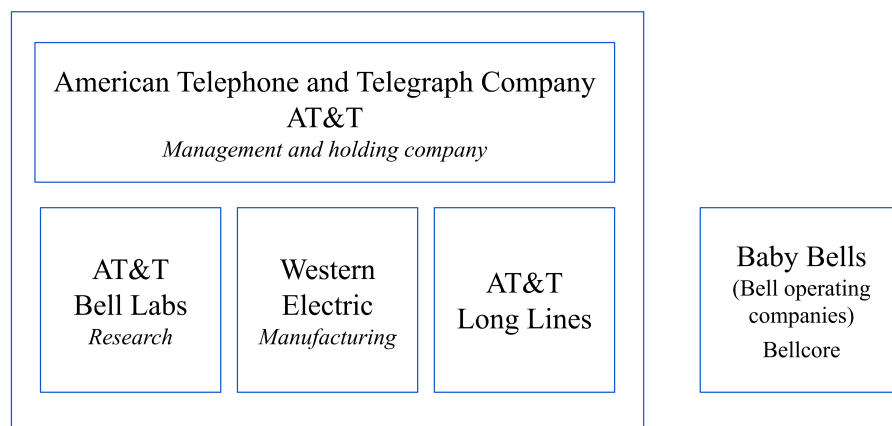 American Telephone and Telegraph Company
AT&T
Management and holding company
AT&T
Bell Labs
Research
Western
Electric
Manufacturing
AT&T
Long Lines
Baby Bells
(Bell operating
companies)
Bellcore